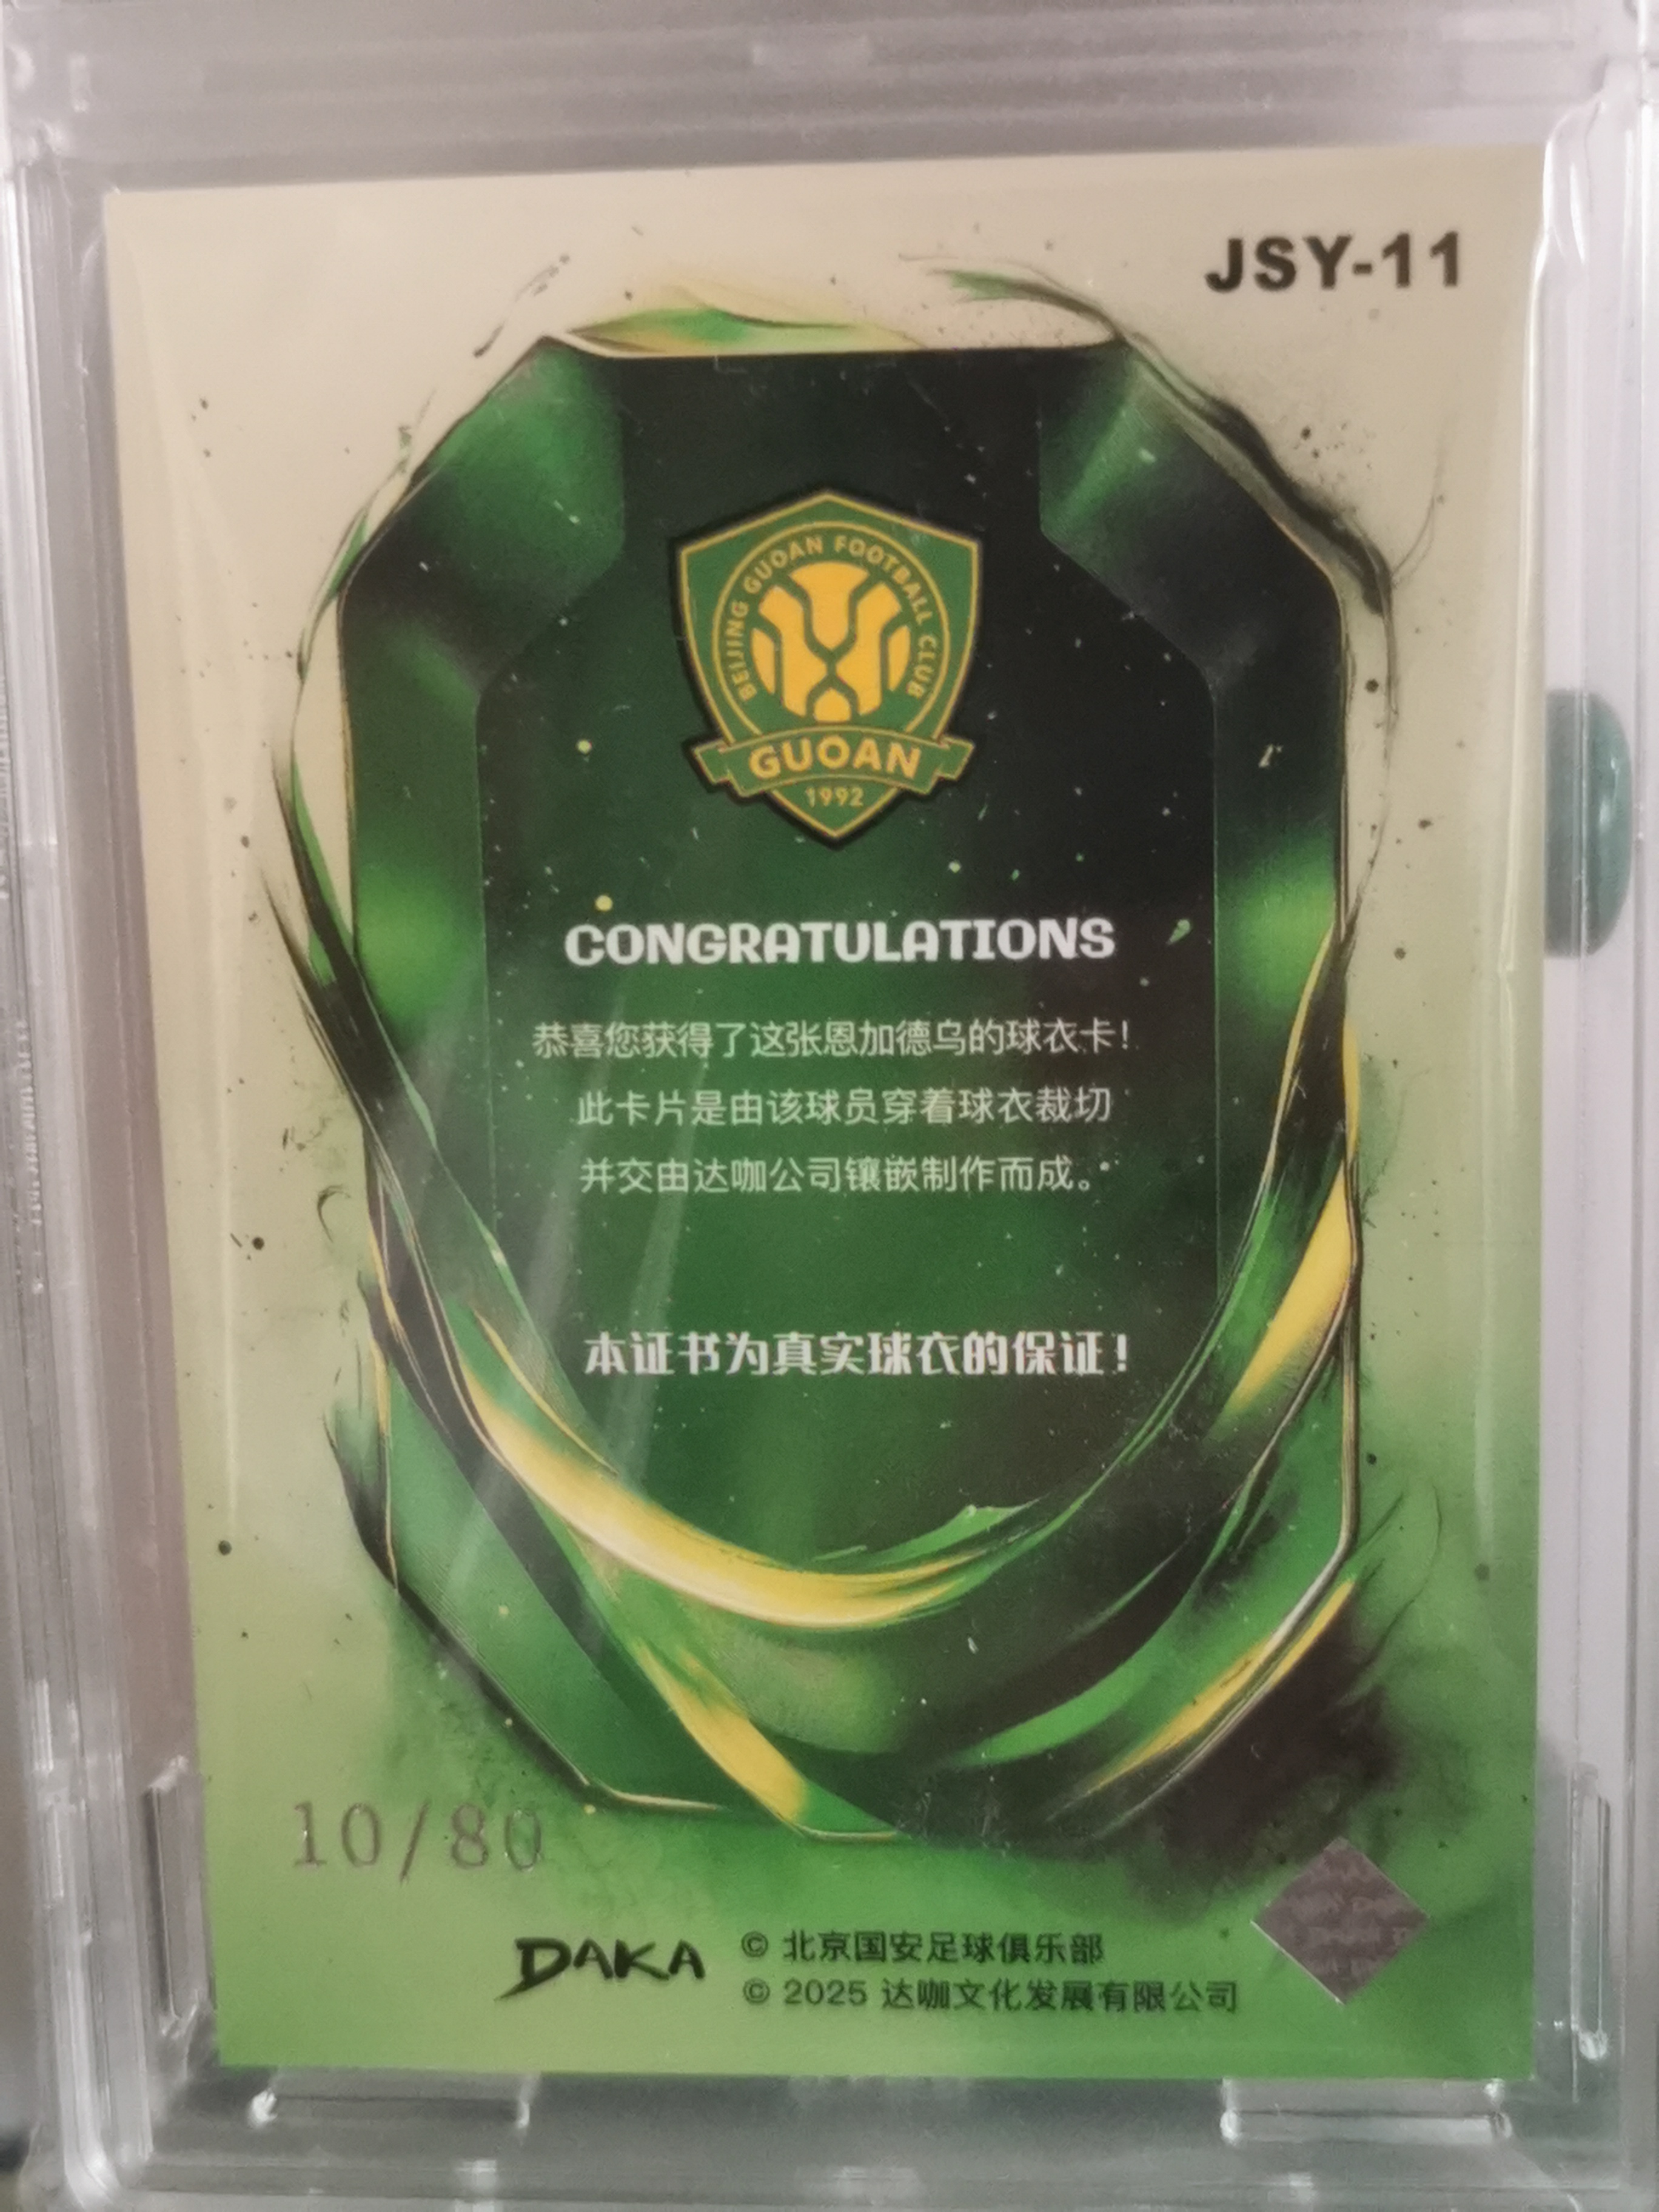 JSY-11
BEIJING GUOAN FOOTBALL CLUB
GUOAN
1992
CONGRATULATIONS
恭喜您获得了这张恩加德乌的球衣卡!
此卡片是由该球员穿着球衣裁切
并交由达咖公司镶嵌制作而成。
本证书为真实球衣的保证!
10/80
DAKA
© 北京国安足球俱乐部
© 2025 达咖文化发展有限公司